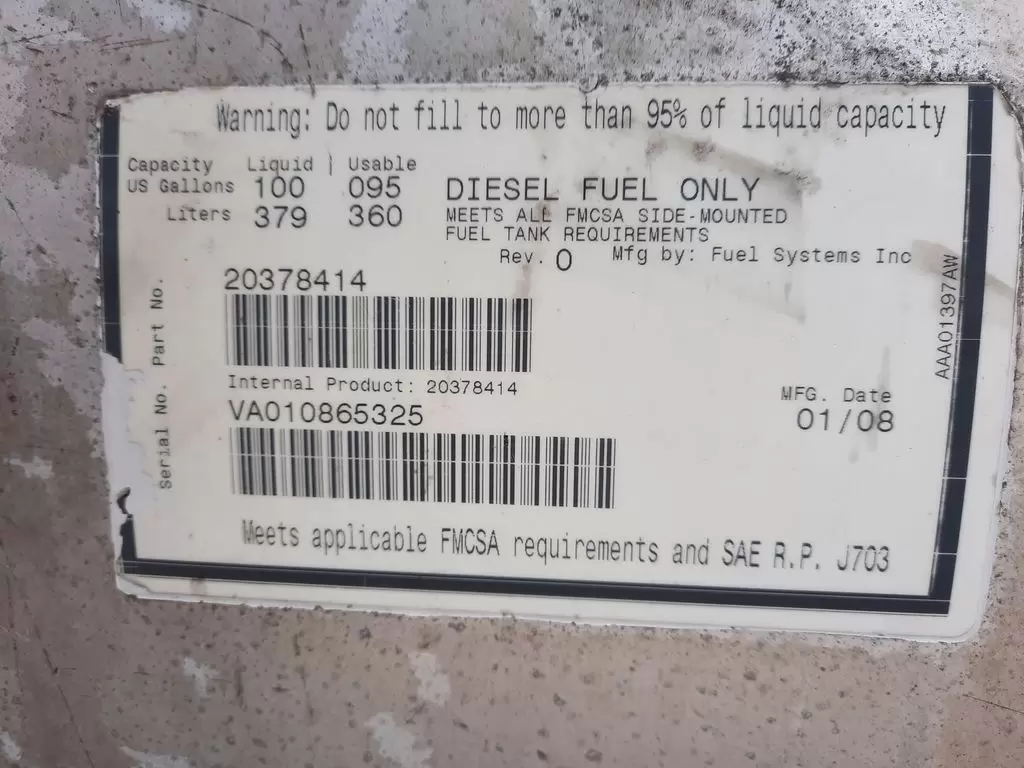 Warning: Do not fill to more than 95% of liquid capacity
Capacity Liquid | Usable
US Gallons 100 095
Liters 379 360
DIESEL FUEL ONLY
MEETS ALL FMCSA SIDE-MOUNTED
FUEL TANK REQUIREMENTS
Rev. 0 Mfg by: Fuel Systems Inc
Part No.
20378414
Internal Product: 20378414
Serial No.
VA010865325
MFG. Date
01/08
AAA01397AW
Meets applicable FMCSA requirements and SAE R.P. J703